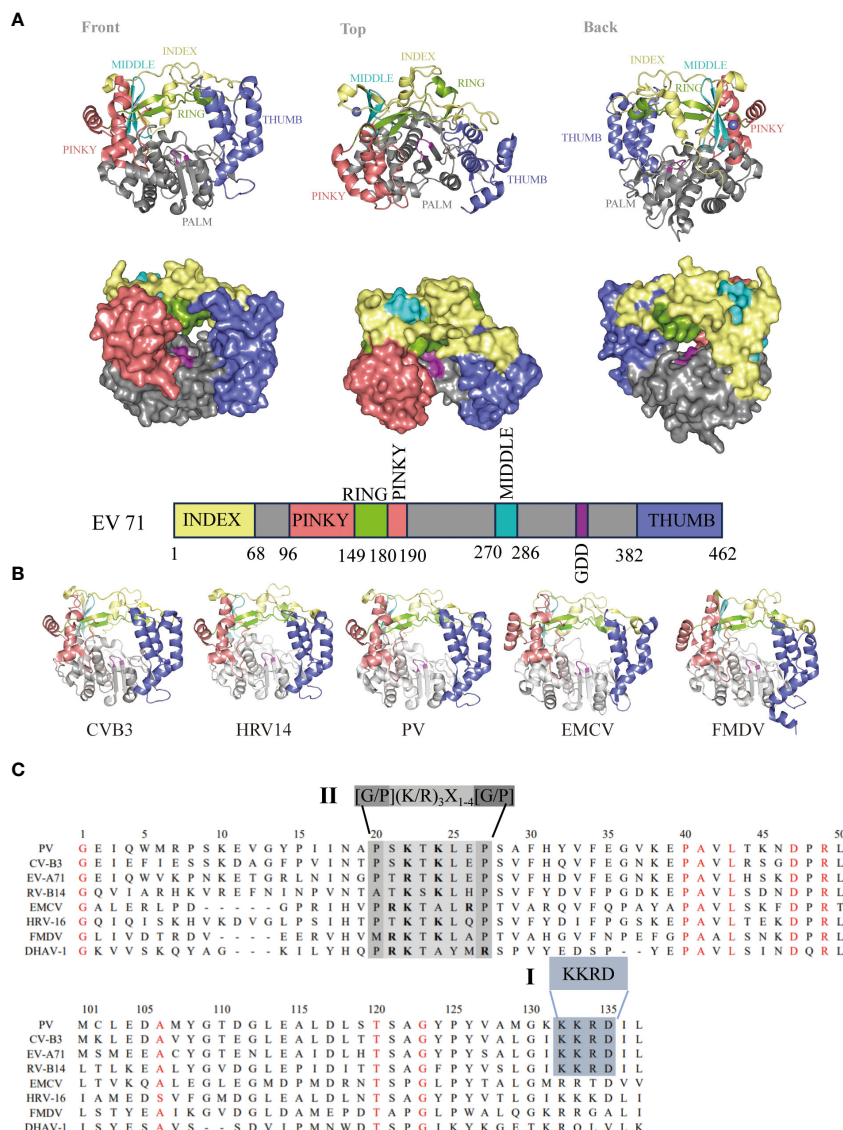 A
Front
Top
Back
INDEX
MIDDLE
RING
THUMB
PINKY
PALM
INDEX
MIDDLE
RING
PINKY
PALM
THUMB
INDEX
MIDDLE
RING
THUMB
PINKY
PALM
RING
PINKY
MIDDLE
EV 71
INDEX
PINKY
THUMB
1 68 96 149 180 190 270 286 382 462
GDD
B
CVB3 HRV14 PV EMCV FMDV
C
II [G/P](K/R)3X1-4[G/P]
1 5 10 15 20 25 30 35 40 45 50
PV G E I Q W M R P S K E V G Y P I I N A P S K T K L E P S A F H Y V F E G V K E P A V L T K N D P R L
CV-B3 G E I E F I E S S K D A G F P V I N T P S K T K L E P S V F H Q V F E G N K E P A V L R S G D P R L
EV-A71 G E I Q W V K P N K E T G R L N I N G P T R T K L E P S V F H D V F E G N K E P A V L H S K D P R L
RV-B14 G Q V I A R H K V R E F N I N P V N T A T K S K L H P S V F Y D V F P G D K E P A V L S D N D P R L
EMCV G A L E R L P D - - - - - G P R I H V P R K T A L R P T V A R Q V F Q P A Y A P A V L S K F D P R T
HRV-16 G Q I Q I S K H V K D V G L P S I H T P T K T K L Q P S V F Y D I F P G S K E P A V L T E K D P R L
FMDV G L I V D T R D V - - - - E E R V H V M R K T K L A P T V A H G V F N P E F G P A A L S N K D P R L
DHAV-1 G K V V S K Q Y A G - - - K I L Y H Q P R K T A Y M R S P V Y E D S P - - Y E P A V L S I N D Q R L
I KKRD
101 105 110 115 120 125 130 135
PV M C L E D A M Y G T D G L E A L D L S T S A G Y P Y V A M G K K K R D I L
CV-B3 M K L E D A V Y G T E G L E A L D L T T S A G Y P Y V A L G I K K R D I L
EV-A71 M S M E E A C Y G T E N L E A I D L H T S A G Y P Y S A L G I K K R D I L
RV-B14 L T L K E A L Y G V D G L E P I D I T T S A G F P Y V S L G I K K R D I L
EMCV L T V K Q A L E G L E G M D P M D R N T S P G L P Y T A L G M R R T D V V
HRV-16 I A M E D S V F G M D G L E A L D L N T S A G Y P Y V A L G I K K K D L I
FMDV L S T Y E A I K G V D G L D A M E P D T A P G L P W A L Q G K R R G A L I
DHAV-1 I S Y E S A V S - - S D V I P M N W D T S P G I K Y K G E T K R Q L V L K